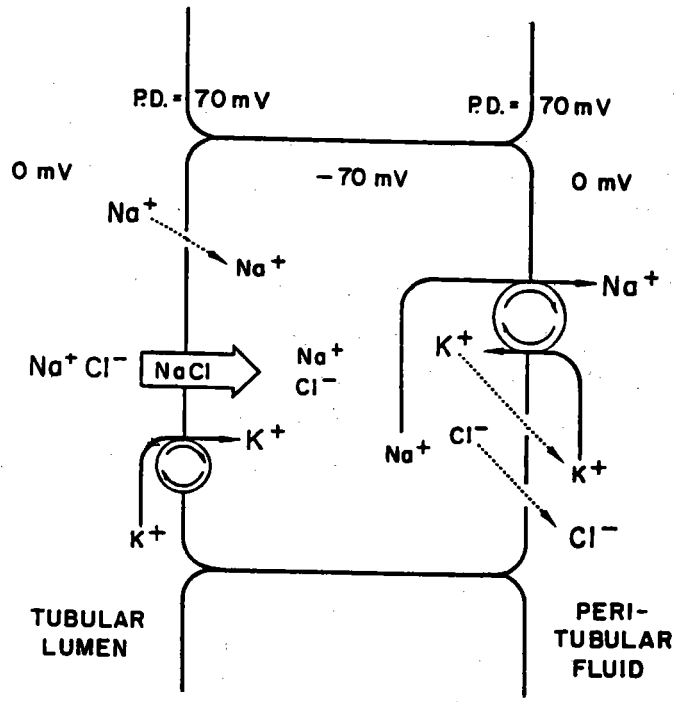 P.D. = 70 mV
P.D. = 70 mV
0 mV
-70 mV
0 mV
Na+
Na+
Na+
Na+ Cl-
NaCl
Na+
Cl-
K+
K+
K+
Na+
Cl-
K+
Cl-
TUBULAR
LUMEN
PERI-
TUBULAR
FLUID